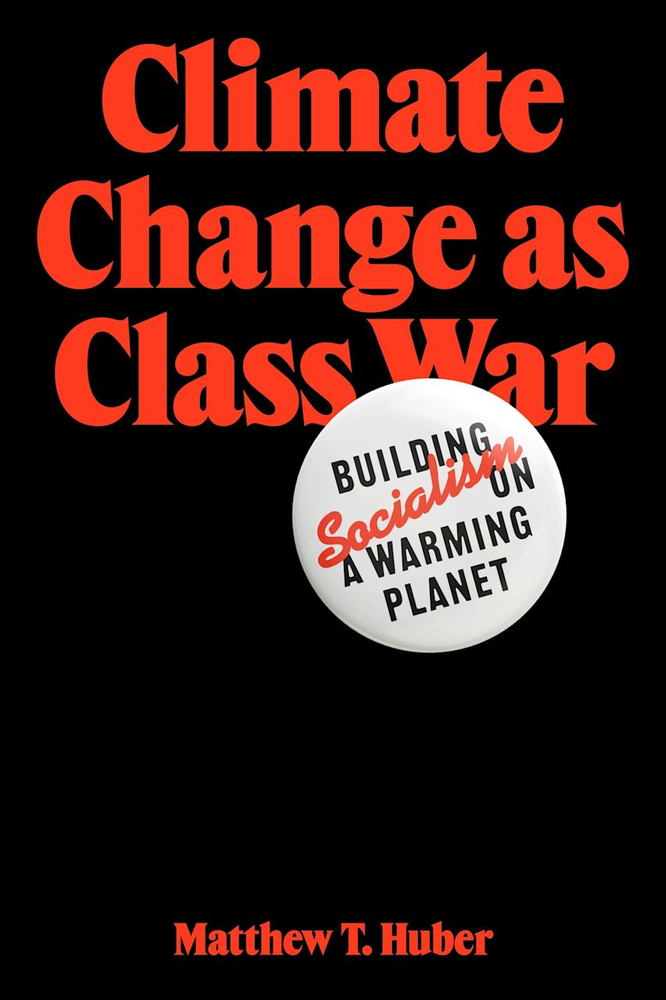 Climate
Change as
Class War
BUILDING
Socialism
ON
A WARMING
PLANET
Matthew T. Huber